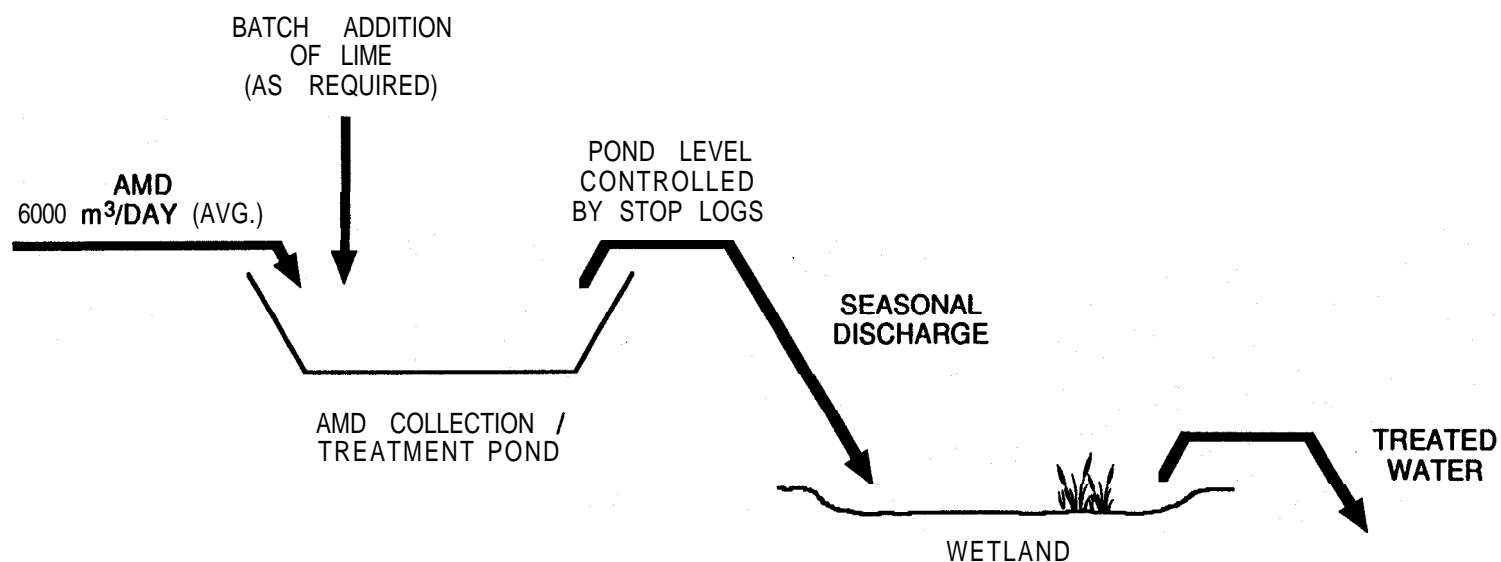 BATCH ADDITION
OF LIME
(AS REQUIRED)
AMD
6000 m³/DAY (AVG.)
POND LEVEL
CONTROLLED
BY STOP LOGS
SEASONAL
DISCHARGE
AMD COLLECTION /
TREATMENT POND
TREATED
WATER
WETLAND